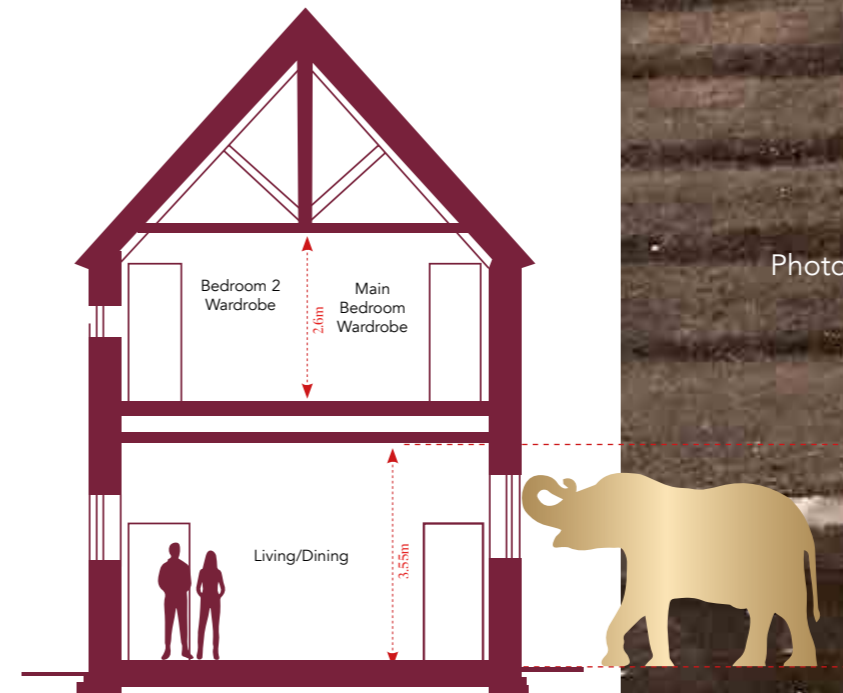 Bedroom 2
Wardrobe
Main
Bedroom
Wardrobe
2.6m
Photo
Living/Dining
3.55m